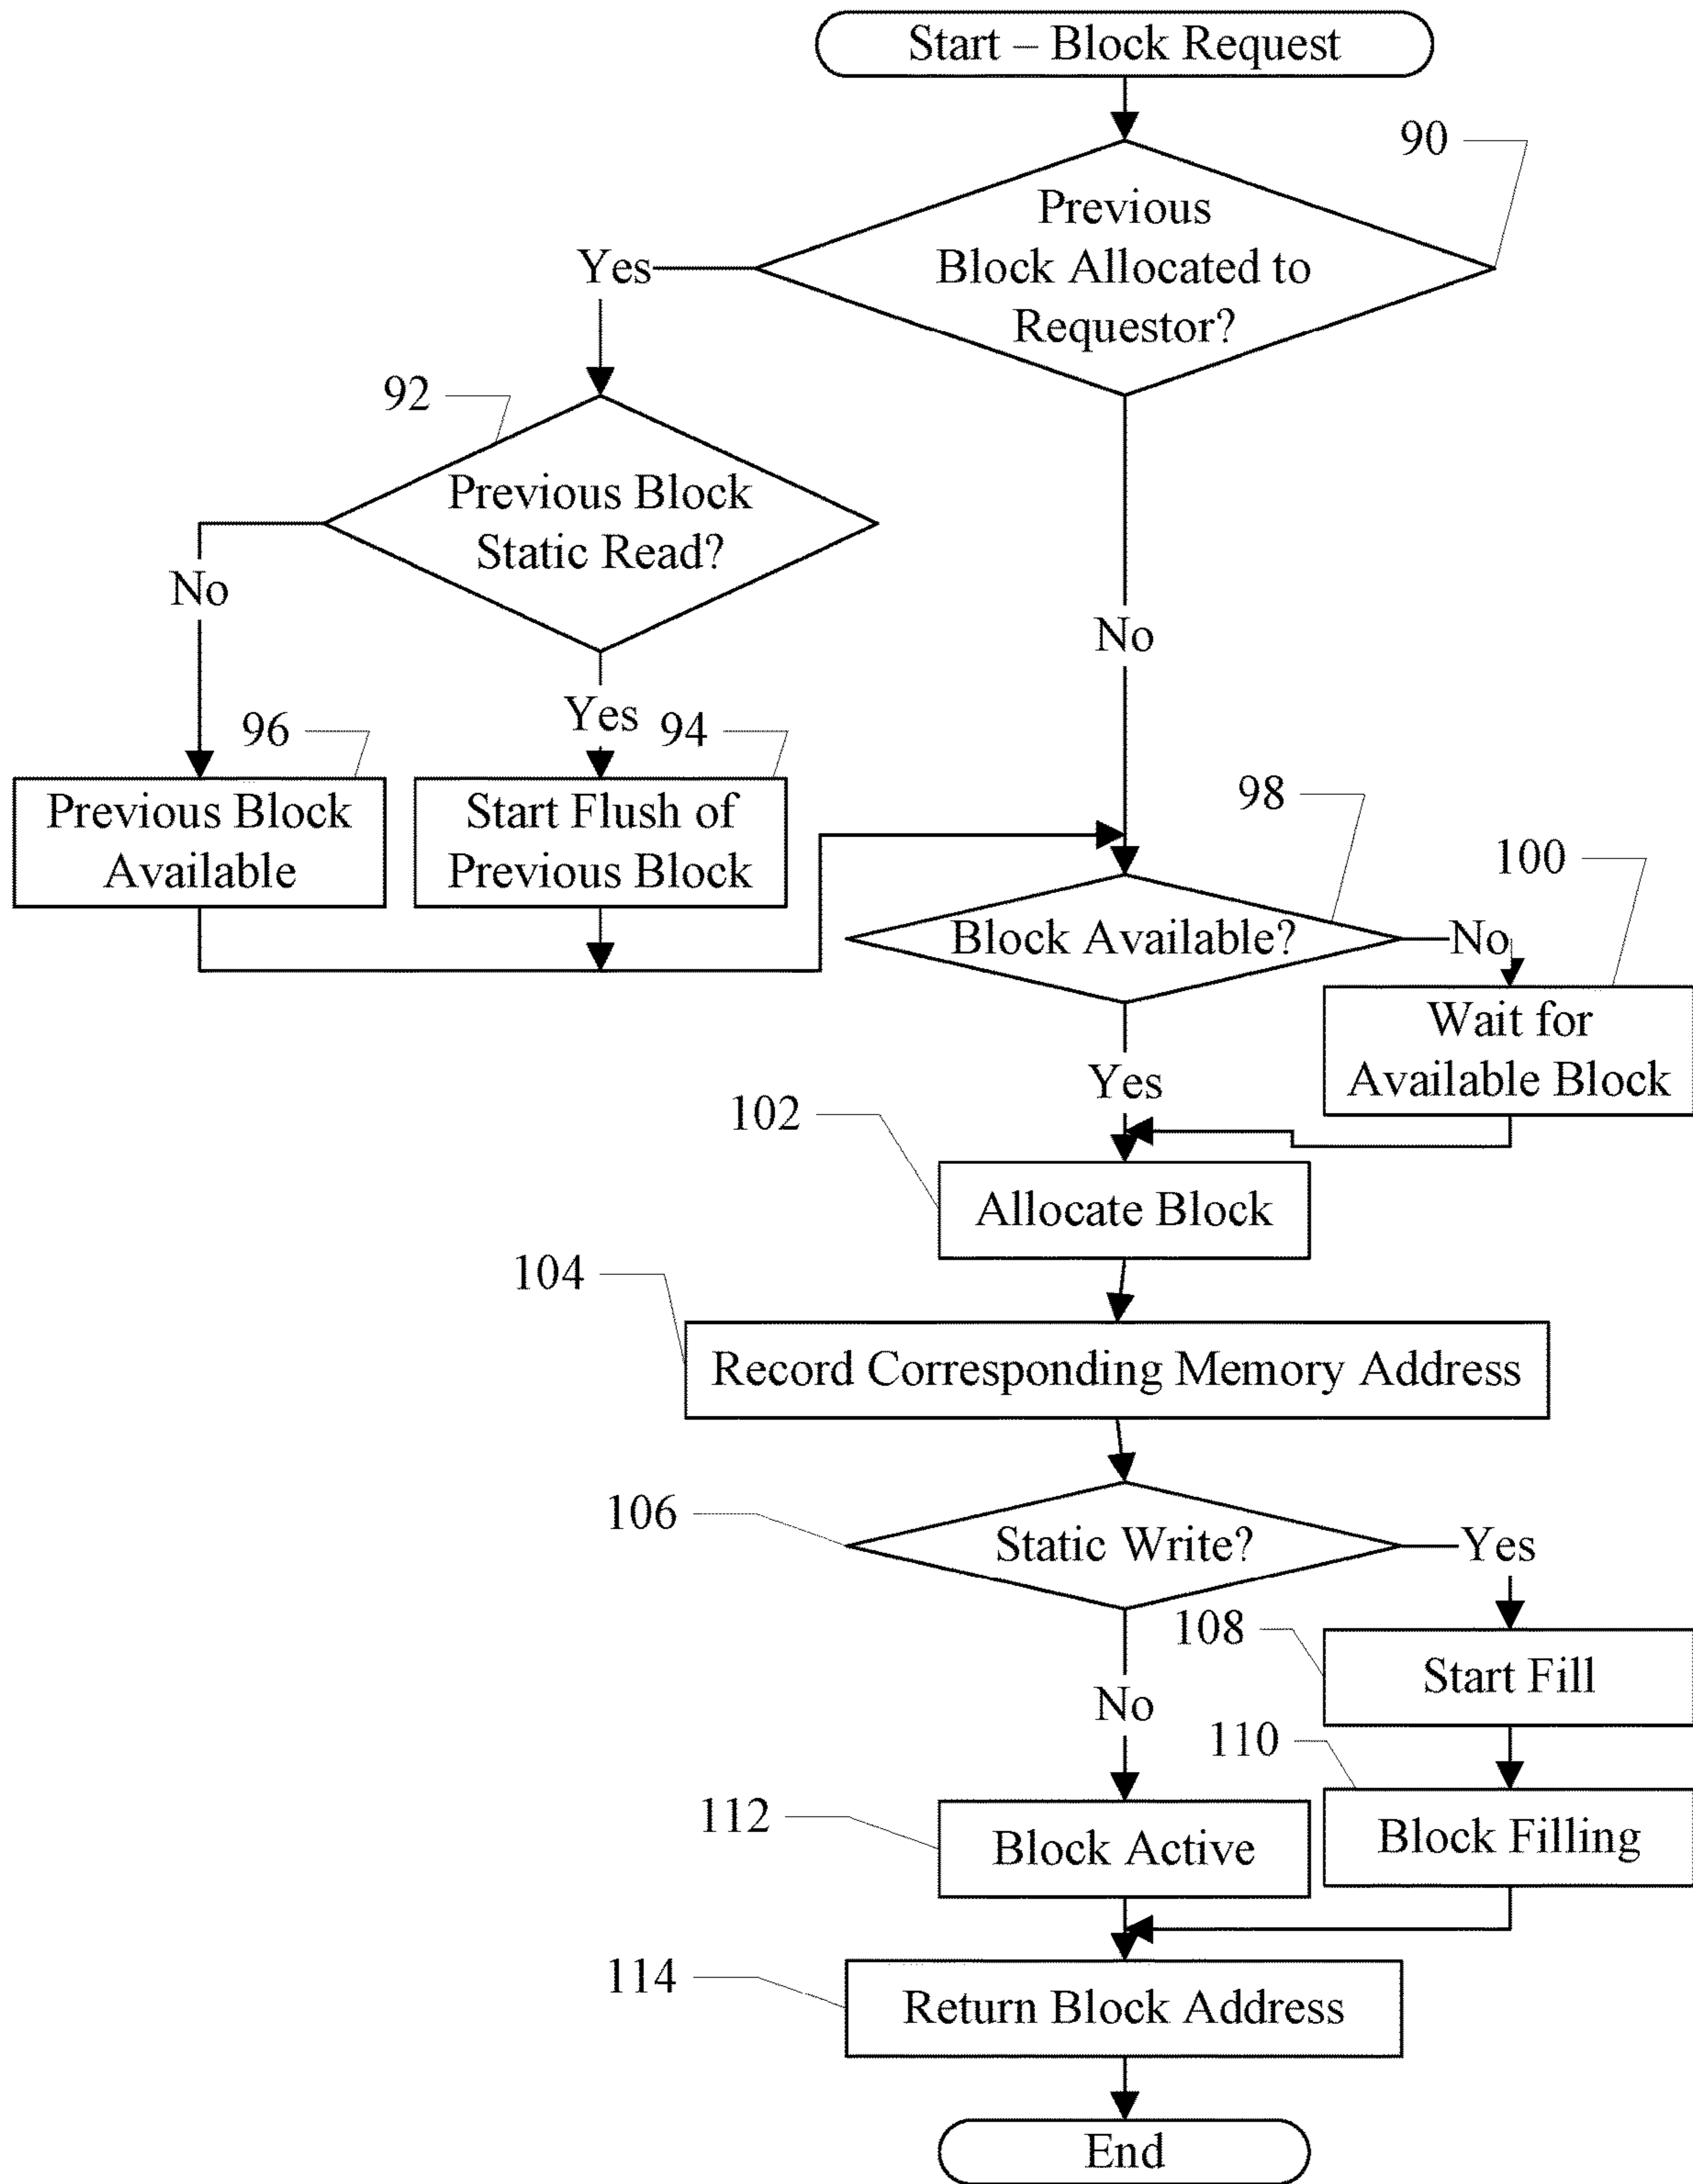 Start – Block Request
90
Previous
Block Allocated to
Requestor?
Yes
92
Previous Block
Static Read?
No
No
Yes
96
94
Previous Block
Available
Start Flush of
Previous Block
98
100
Block Available?
No
Wait for
Available Block
Yes
102
Allocate Block
104
Record Corresponding Memory Address
106
Static Write?
Yes
108
Start Fill
No
110
Block Filling
112
Block Active
114
Return Block Address
End